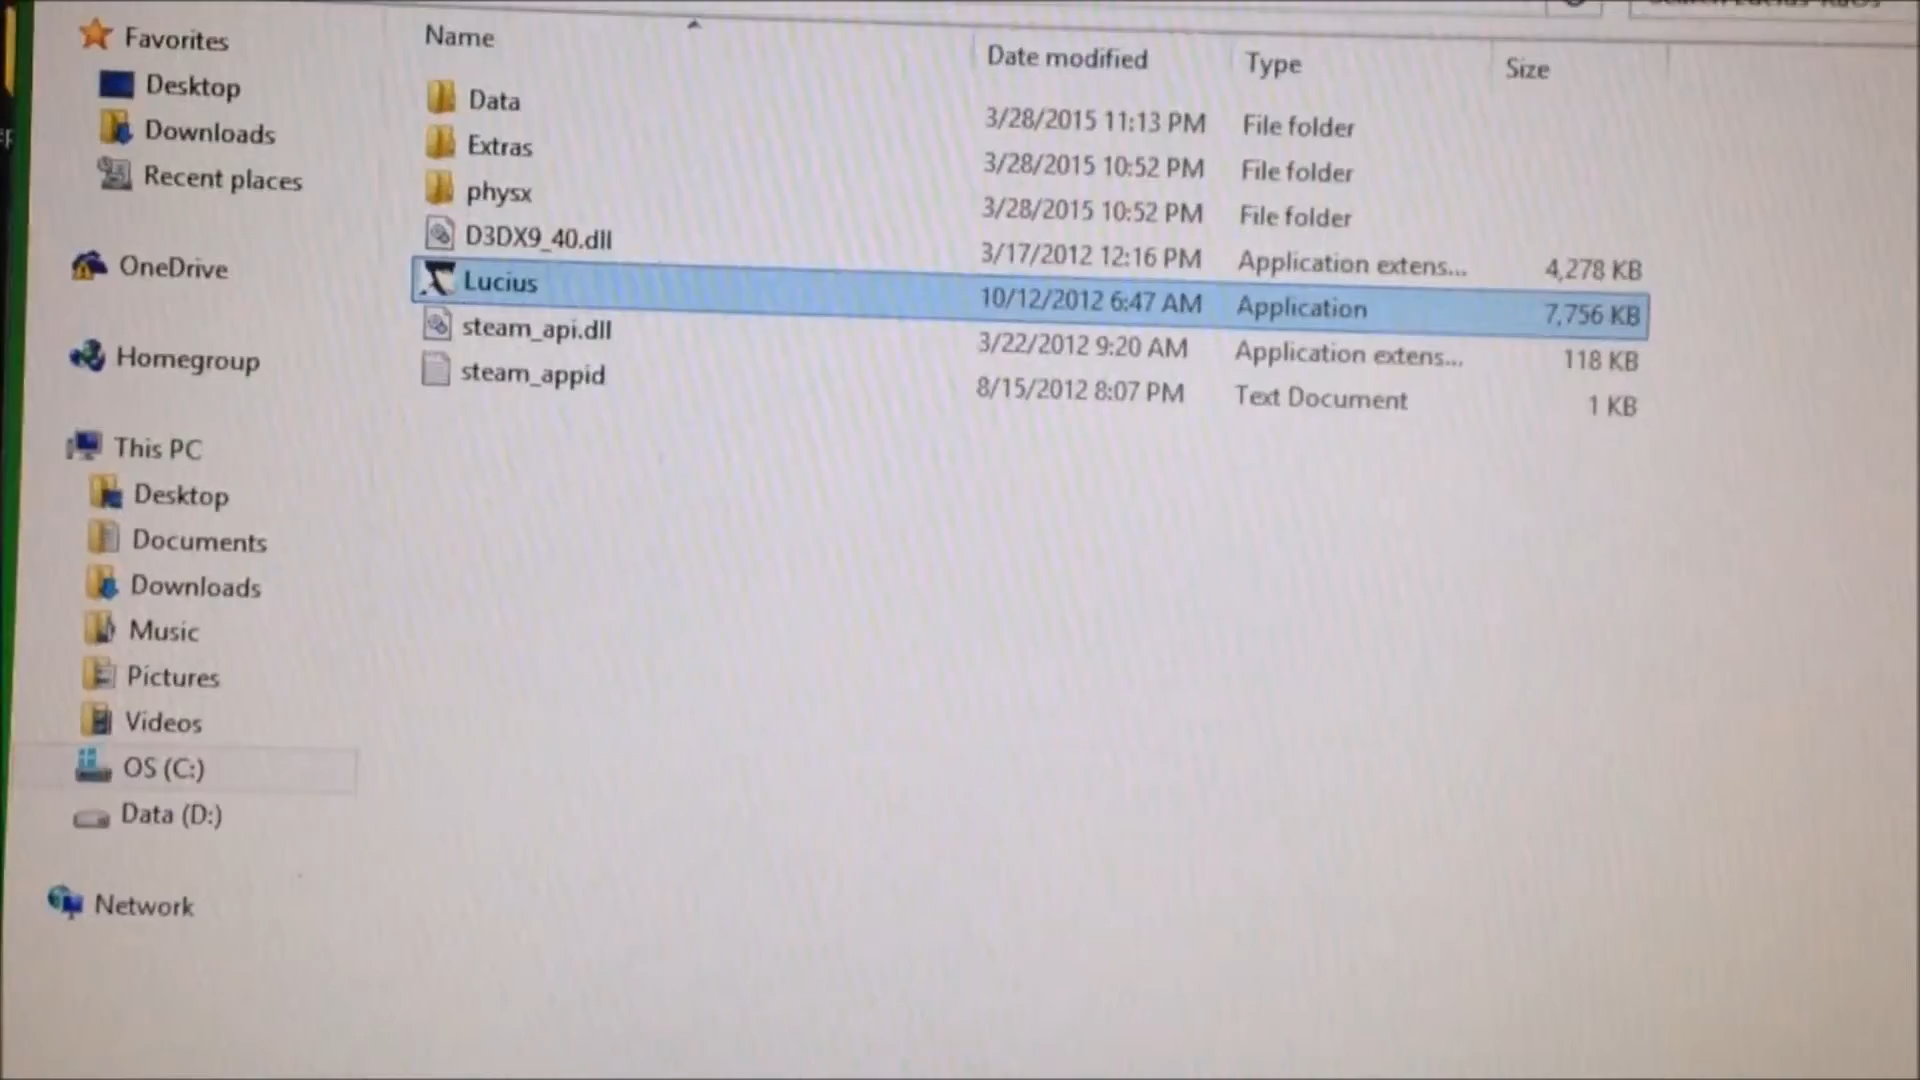 Favorites
Desktop
Downloads
Recent places
OneDrive
Homegroup
This PC
Desktop
Documents
Downloads
Music
Pictures
Videos
OS (C:)
Data (D:)
Network
Name Date modified Type Size
Data 3/28/2015 11:13 PM File folder
Extras 3/28/2015 10:52 PM File folder
physx 3/28/2015 10:52 PM File folder
D3DX9_40.dll 3/17/2012 12:16 PM Application extens... 4,278 KB
Lucius 10/12/2012 6:47 AM Application 7,756 KB
steam_api.dll 3/22/2012 9:20 AM Application extens... 118 KB
steam_appid 8/15/2012 8:07 PM Text Document 1 KB